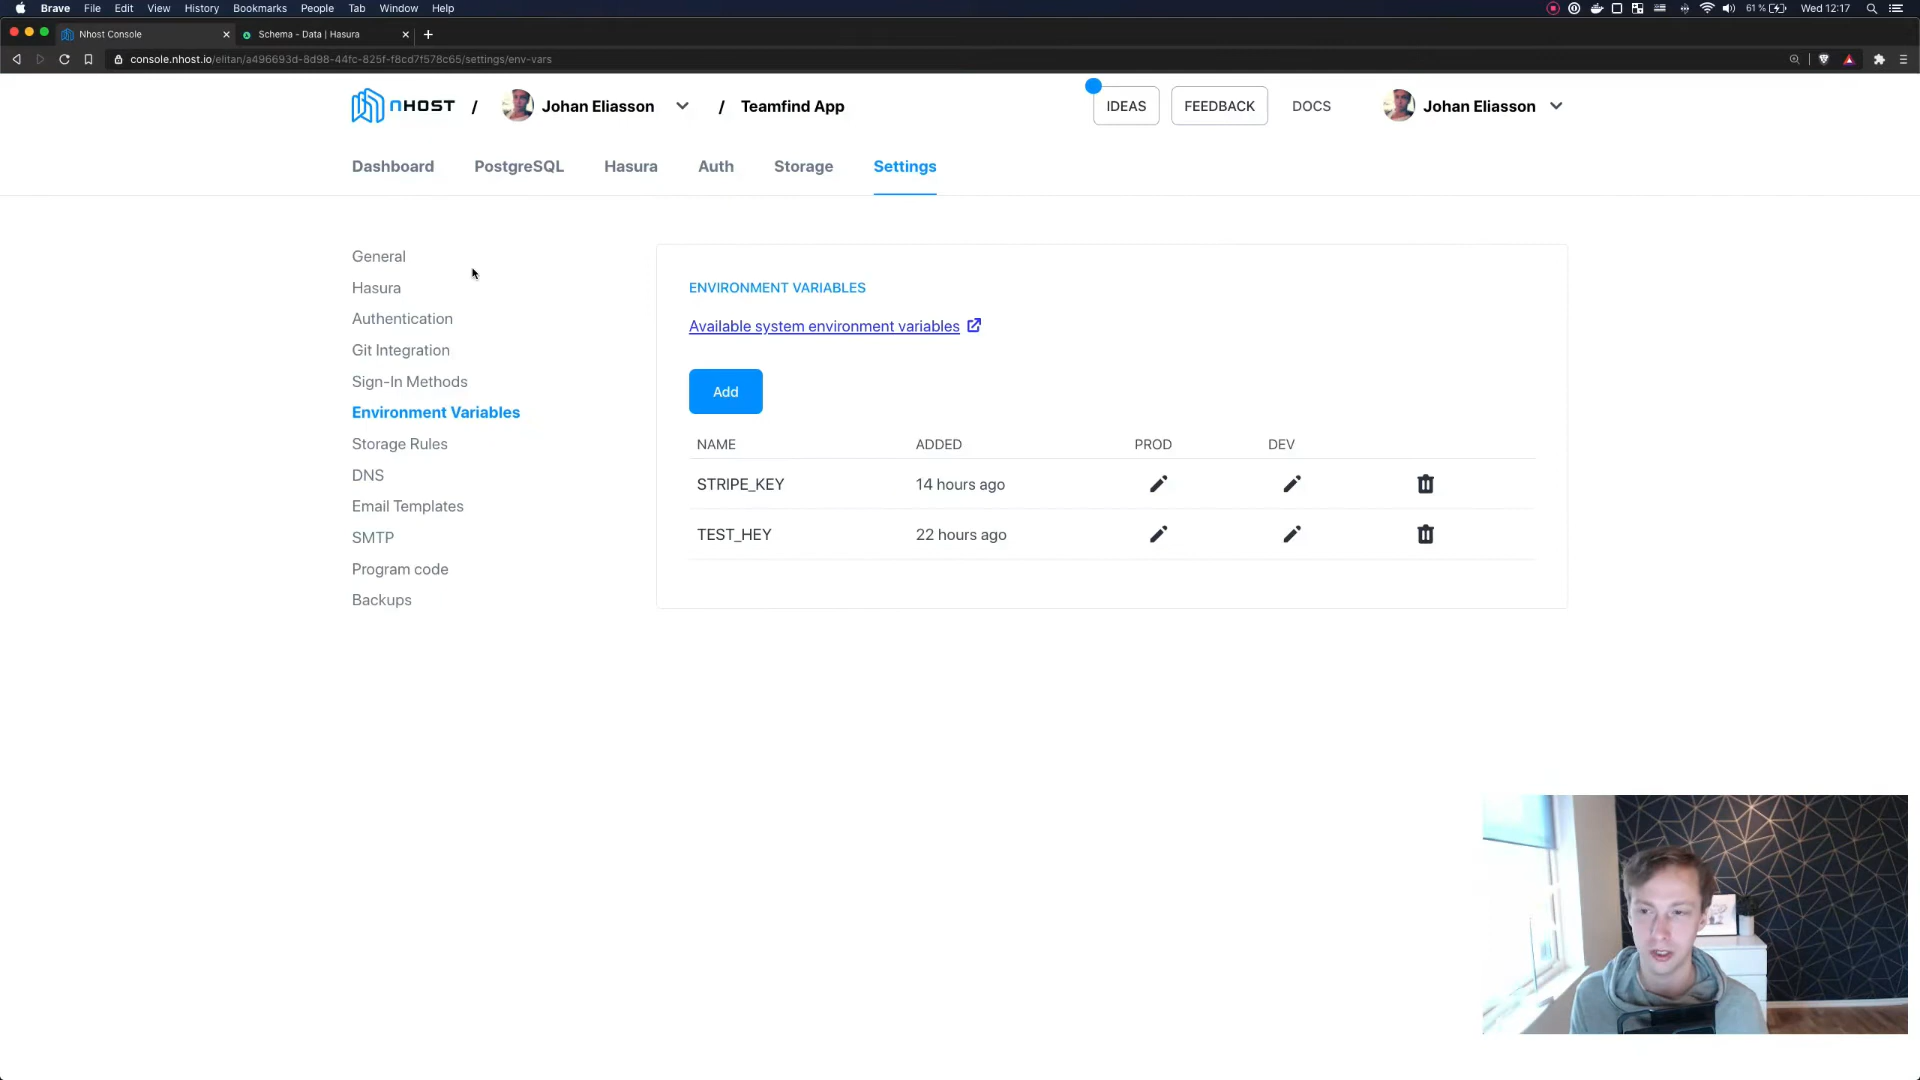 Brave File Edit View History Bookmarks People Tab Window Help 61 % Wed 12:17
Nhost Console Schema - Data | Hasura
console.nhost.io/elitan/a496693d-8d98-44fc-825f-f8cd7f578c65/settings/env-vars
nHOST / Johan Eliasson / Teamfind App IDEAS FEEDBACK DOCS Johan Eliasson
Dashboard PostgreSQL Hasura Auth Storage Settings
General
Hasura
Authentication
Git Integration
Sign-In Methods
Environment Variables
Storage Rules
DNS
Email Templates
SMTP
Program code
Backups
ENVIRONMENT VARIABLES
Available system environment variables
Add
NAME ADDED PROD DEV
STRIPE_KEY 14 hours ago
TEST_HEY 22 hours ago